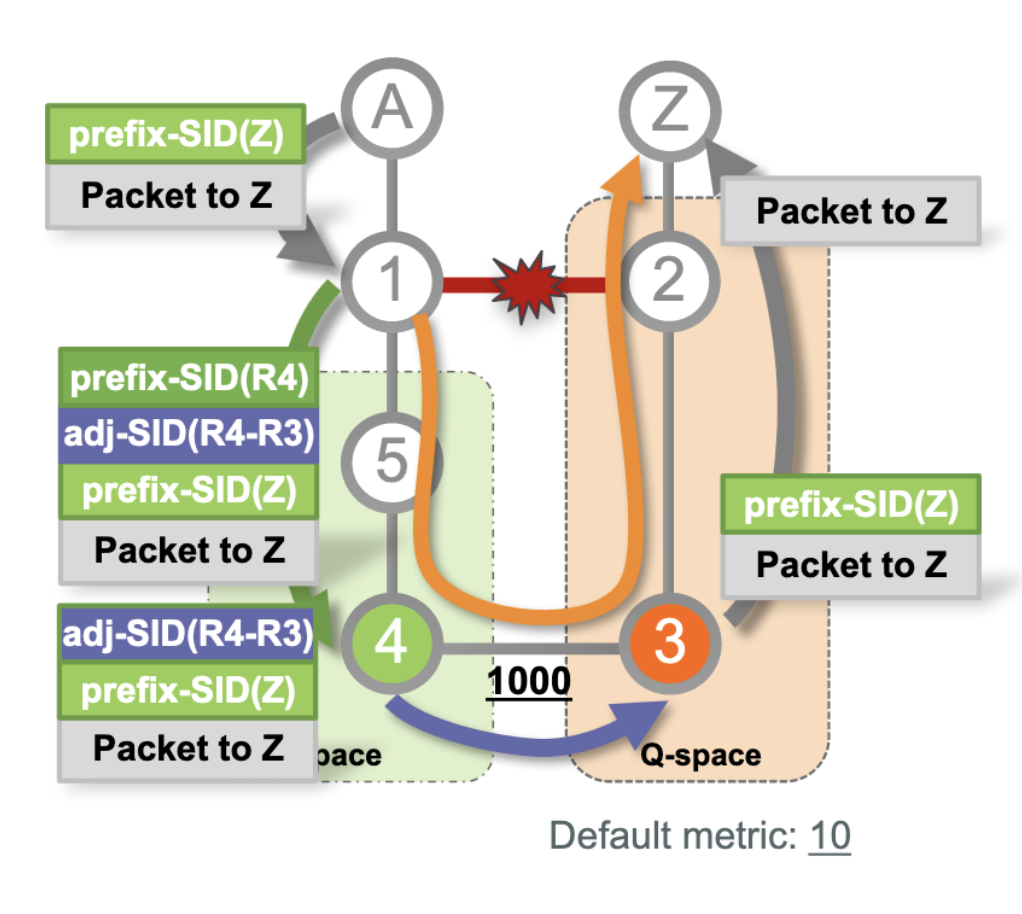 A
Z
prefix-SID(Z)
Packet to Z
Packet to Z
1
2
prefix-SID(R4)
adj-SID(R4-R3)
prefix-SID(Z)
Packet to Z
5
prefix-SID(Z)
Packet to Z
adj-SID(R4-R3)
prefix-SID(Z)
Packet to Z
4
3
1000
pace
Q-space
Default metric: 10